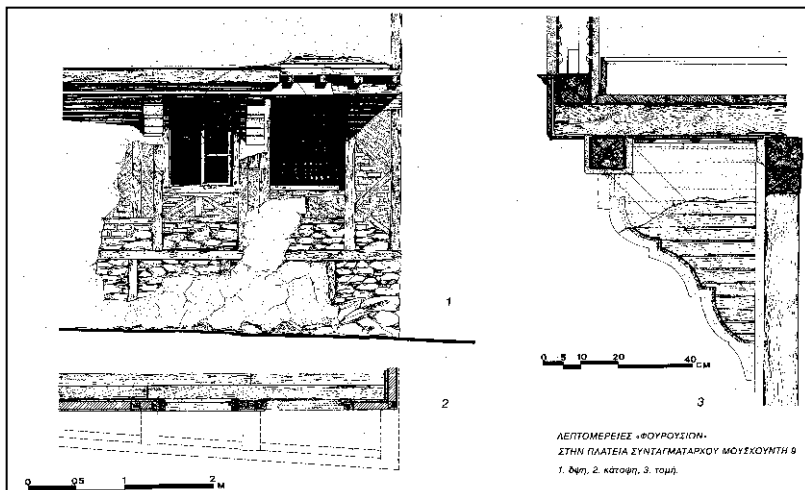 1
2
0 0.5 1 2 M
0 5 10 20 40 CM
3
ΛΕΠΤΟΜΕΡΕΙΕΣ «ΦΟΥΡΟΥΣΙΩΝ»
ΣΤΗΝ ΠΛΑΤΕΙΑ ΣΥΝΤΑΓΜΑΤΑΡΧΟΥ ΜΟΥΣΧΟΥΝΤΗ 9
1. όψη, 2. κάτοψη, 3. τομή.